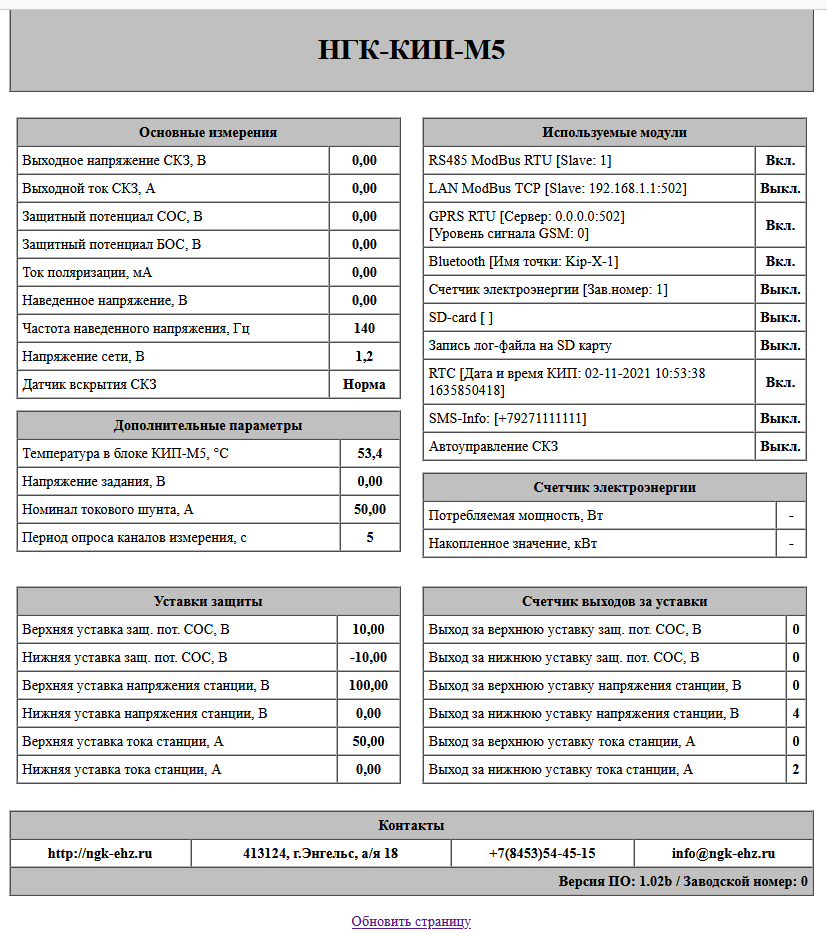 НГК-КИП-М5
Основные измерения
Выходное напряжение СКЗ, В 0,00
Выходной ток СКЗ, А 0,00
Защитный потенциал СОС, В 0,00
Защитный потенциал БОС, В 0,00
Ток поляризации, мА 0,00
Наведенное напряжение, В 0,00
Частота наведенного напряжения, Гц 140
Напряжение сети, В 1,2
Датчик вскрытия СКЗ Норма
Дополнительные параметры
Температура в блоке КИП-М5, °C 53,4
Напряжение задания, В 0,00
Номинал токового шунта, А 50,00
Период опроса каналов измерения, с 5
Используемые модули
RS485 ModBus RTU [Slave: 1] Вкл.
LAN ModBus TCP [Slave: 192.168.1.1:502] Выкл.
GPRS RTU [Сервер: 0.0.0.0:502]
[Уровень сигнала GSM: 0] Вкл.
Bluetooth [Имя точки: Kip-X-1] Вкл.
Счетчик электроэнергии [Зав.номер: 1] Выкл.
SD-card [ ] Выкл.
Запись лог-файла на SD карту Выкл.
RTC [Дата и время КИП: 02-11-2021 10:53:38
1635850418] Вкл.
SMS-Info: [+79271111111] Выкл.
Автоуправление СКЗ Выкл.
Счетчик электроэнергии
Потребляемая мощность, Вт -
Накопленное значение, кВт -
Уставки защиты
Верхняя уставка защ. пот. СОС, В 10,00
Нижняя уставка защ. пот. СОС, В -10,00
Верхняя уставка напряжения станции, В 100,00
Нижняя уставка напряжения станции, В 0,00
Верхняя уставка тока станции, А 50,00
Нижняя уставка тока станции, А 0,00
Счетчик выходов за уставки
Выход за верхнюю уставку защ. пот. СОС, В 0
Выход за нижнюю уставку защ. пот. СОС, В 0
Выход за верхнюю уставку напряжения станции, В 0
Выход за нижнюю уставку напряжения станции, В 4
Выход за верхнюю уставку тока станции, А 0
Выход за нижнюю уставку тока станции, А 2
Контакты
http://ngk-ehz.ru 413124, г.Энгельс, а/я 18 +7(8453)54-45-15 info@ngk-ehz.ru
Версия ПО: 1.02b / Заводской номер: 0
Обновить страницу